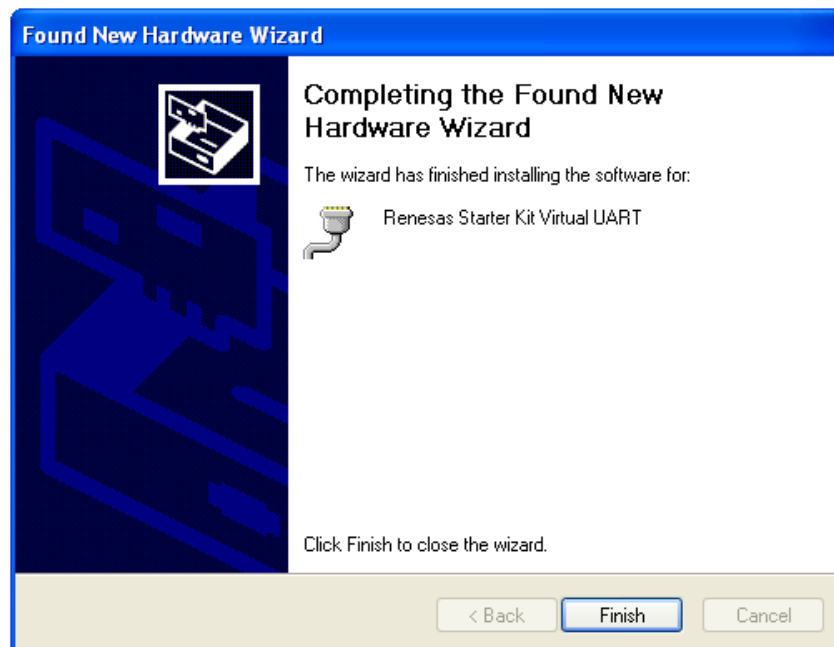 Found New Hardware Wizard
Completing the Found New
Hardware Wizard
The wizard has finished installing the software for:
Renesas Starter Kit Virtual UART
Click Finish to close the wizard.
< Back Finish Cancel